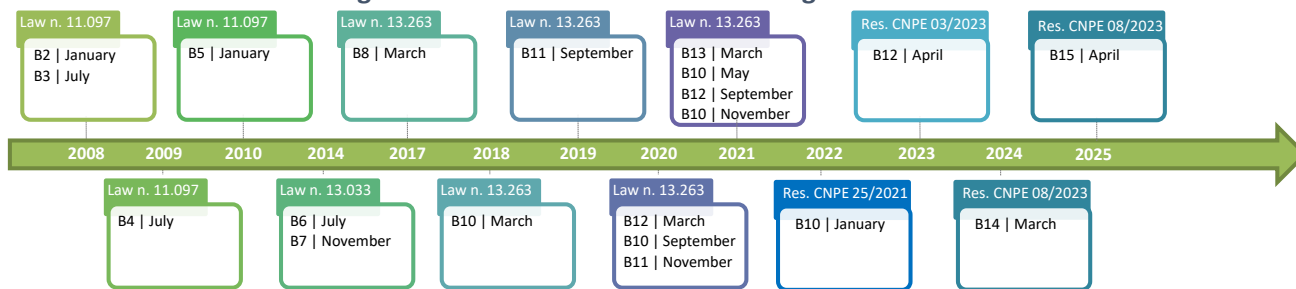 Law n. 11.097
B2 | January
B3 | July
Law n. 11.097
B5 | January
Law n. 13.263
B8 | March
Law n. 13.263
B11 | September
Law n. 13.263
B13 | March
B10 | May
B12 | September
B10 | November
Res. CNPE 03/2023
B12 | April
Res. CNPE 08/2023
B15 | April
2008 2009 2010 2014 2017 2018 2019 2020 2021 2022 2023 2024 2025
Law n. 11.097
B4 | July
Law n. 13.033
B6 | July
B7 | November
Law n. 13.263
B10 | March
Law n. 13.263
B12 | March
B10 | September
B11 | November
Res. CNPE 25/2021
B10 | January
Res. CNPE 08/2023
B14 | March